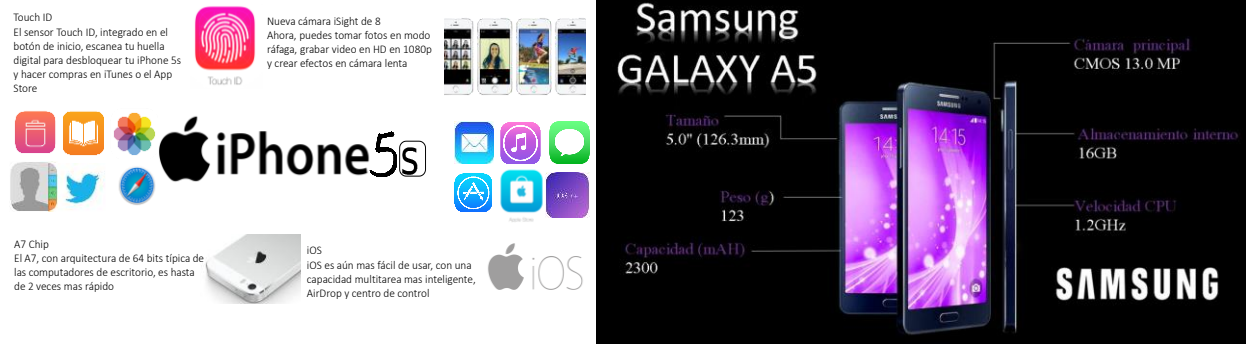 Touch ID
El sensor Touch ID, integrado en el
botón de inicio, escanea tu huella
digital para desbloquear tu iPhone 5s
y hacer compras en iTunes o el App
Store
Touch ID
Nueva cámara iSight de 8
Ahora, puedes tomar fotos en modo
ráfaga, grabar video en HD en 1080p
y crear efectos en cámara lenta
iPhone 5s
A7 Chip
El A7, con arquitectura de 64 bits típica de
las computadores de escritorio, es hasta
de 2 veces mas rápido
iOS
iOS es aún mas fácil de usar, con una
capacidad multitarea mas inteligente,
AirDrop y centro de control
iOS
Samsung
GALAXY A5
Tamaño
5.0" (126.3mm)
Peso (g)
123
Capacidad (mAH)
2300
SAMSUNG
14:15
Cámara principal
CMOS 13.0 MP
Almacenamiento interno
16GB
Velocidad CPU
1.2GHz
SAMSUNG